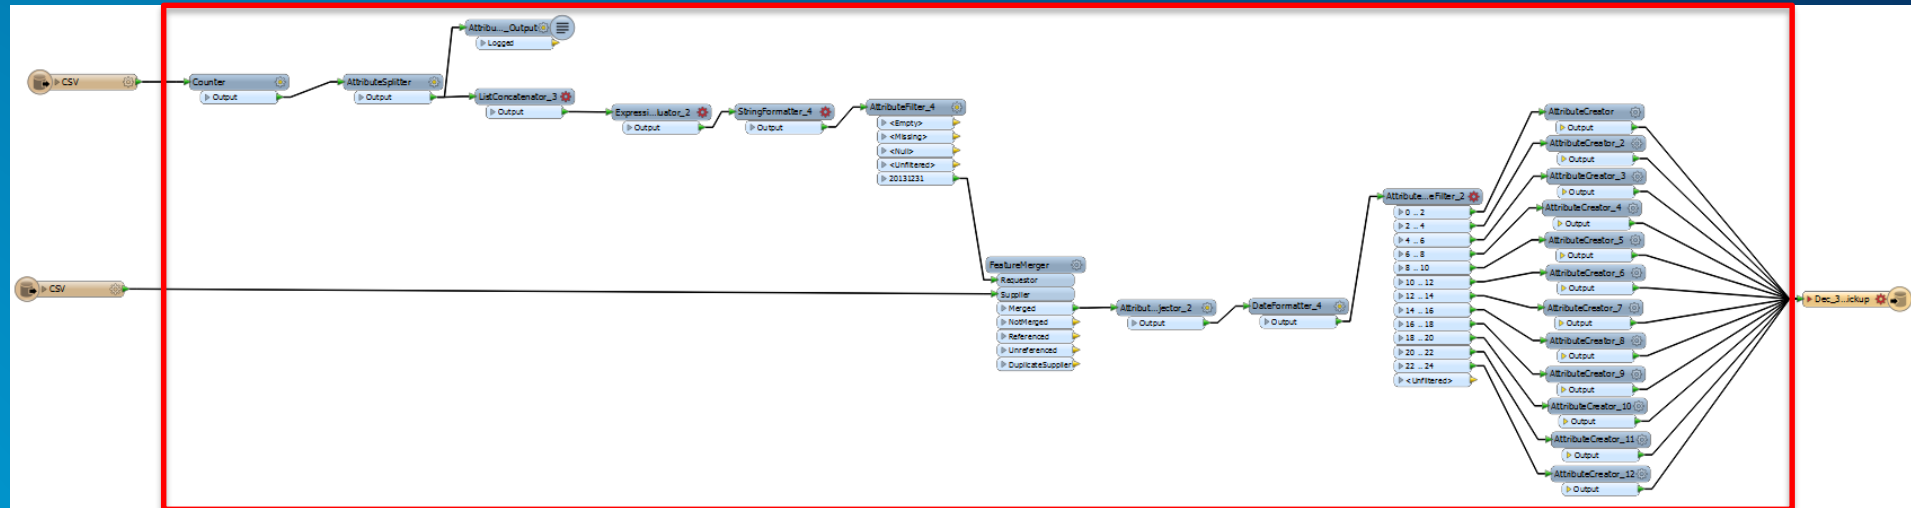 CSV
Counter
Output
AttributeSplitter
Output
Attribu..._Output
Logged
ListConcatenator_3
Output
Expressi...luator_2
Output
StringFormatter_4
Output
AttributeFilter_4
<Empty>
<Missing>
<Null>
<Unfiltered>
20131231
CSV
FeatureMerger
Requestor
Supplier
Merged
NotMerged
Referenced
Unreferenced
DuplicateSupplier
Attribut...jector_2
Output
DateFormatter_4
Output
Attribute...eFilter_2
0 .. 2
2 .. 4
4 .. 6
6 .. 8
8 .. 10
10 .. 12
12 .. 14
14 .. 16
16 .. 18
18 .. 20
20 .. 22
22 .. 24
<Unfiltered>
AttributeCreator
Output
AttributeCreator_2
Output
AttributeCreator_3
Output
AttributeCreator_4
Output
AttributeCreator_5
Output
AttributeCreator_6
Output
AttributeCreator_7
Output
AttributeCreator_8
Output
AttributeCreator_9
Output
AttributeCreator_10
Output
AttributeCreator_11
Output
AttributeCreator_12
Output
Dec_3...ickup